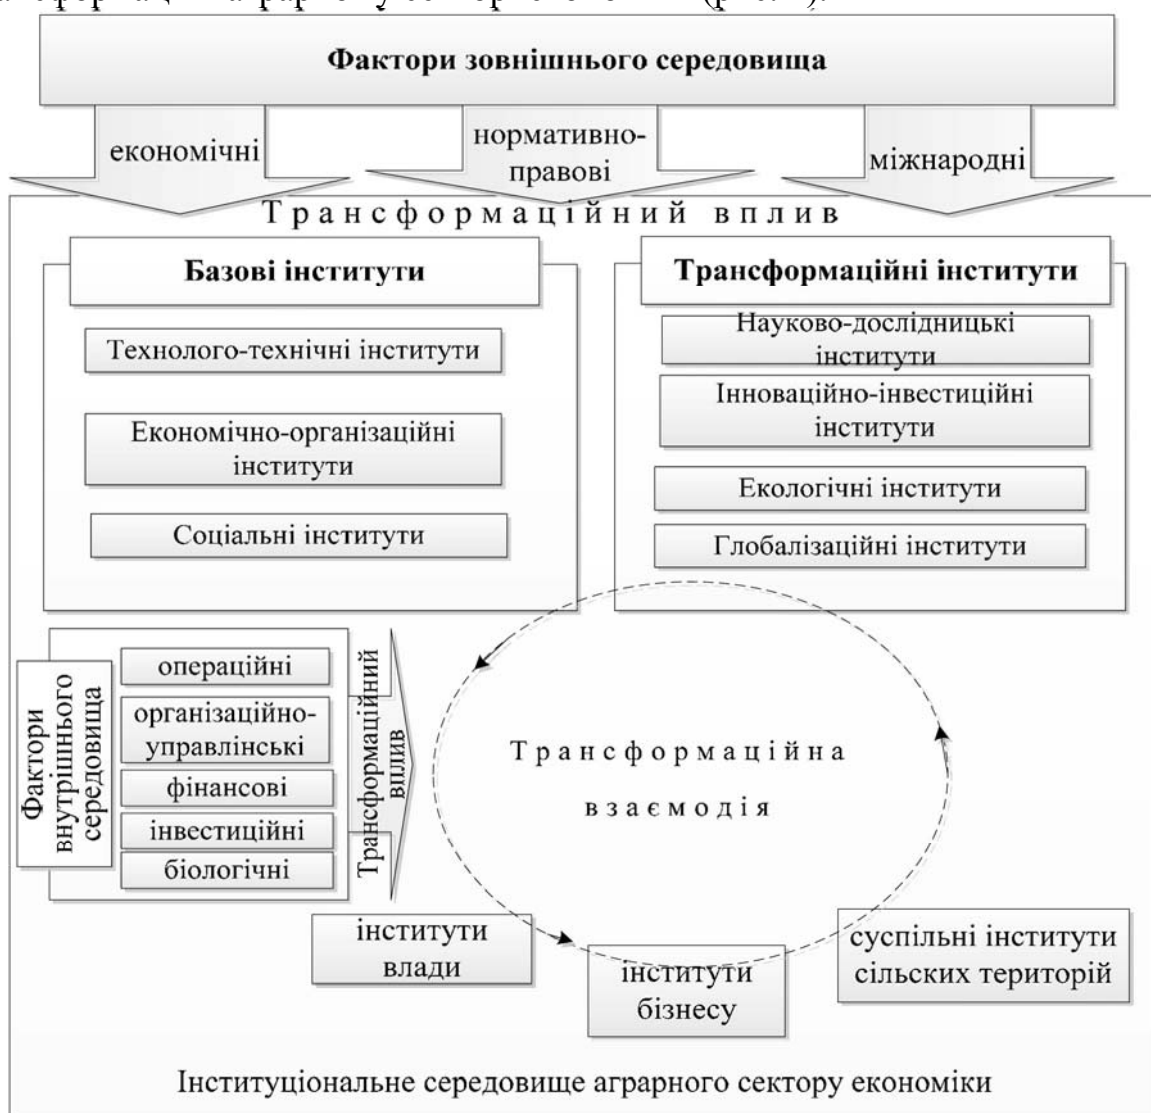 Фактори зовнішнього середовища
економічні
нормативно-
правові
міжнародні
Трансформаційний вплив
Базові інститути
Технолого-технічні інститути
Економічно-організаційні
інститути
Соціальні інститути
Трансформаційні інститути
Науково-дослідницькі
інститути
Інноваційно-інвестиційні
інститути
Екологічні інститути
Глобалізаційні інститути
Фактори
внутрішнього
середовища
операційні
організаційно-
управлінські
фінансові
інвестиційні
біологічні
Трансформаційний
вплив
Трансформаційна
взаємодія
інститути
влади
інститути
бізнесу
суспільні інститути
сільских територій
Інституціональне середовище аграрного сектору економіки